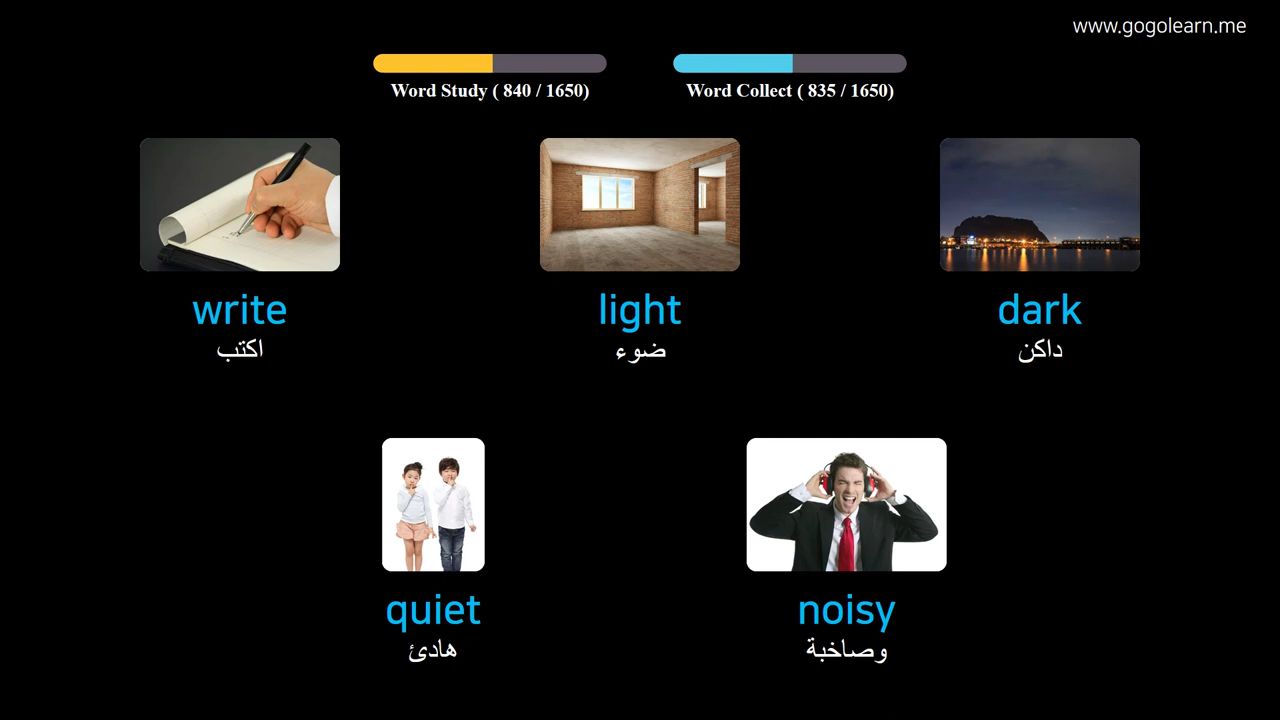 www.gogolearn.me
Word Study ( 840 / 1650)
Word Collect ( 835 / 1650)
write
اكتب
light
ضوء
dark
داكن
quiet
هادئ
noisy
وصاخبة